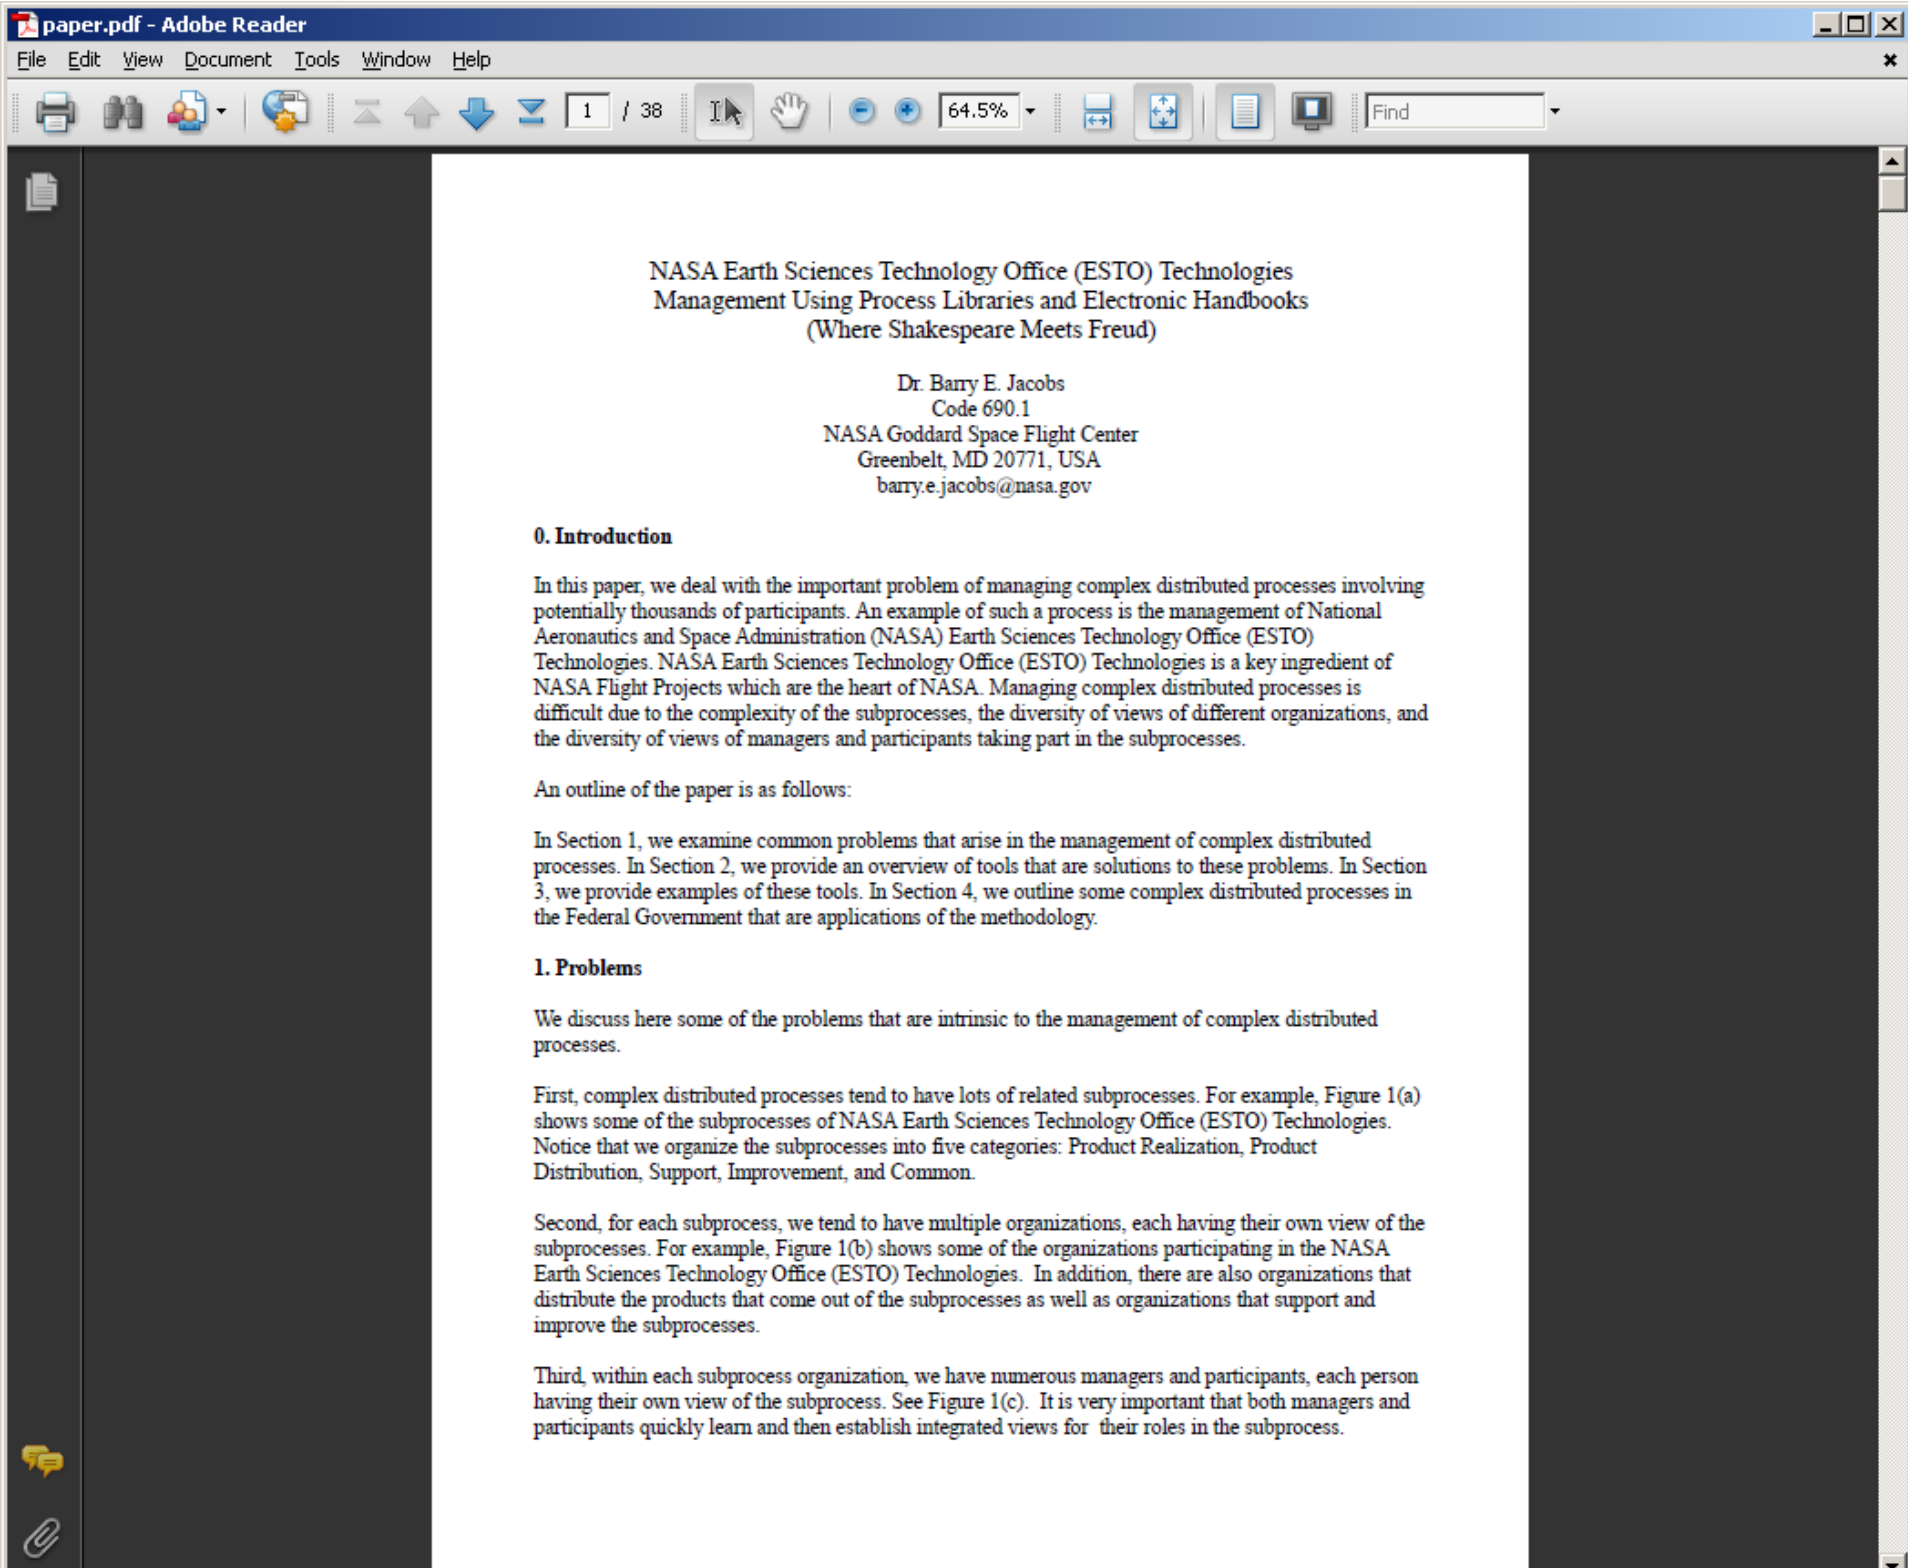 paper.pdf - Adobe Reader
File Edit View Document Tools Window Help
1 / 38 64.5% Find
NASA Earth Sciences Technology Office (ESTO) Technologies
Management Using Process Libraries and Electronic Handbooks
(Where Shakespeare Meets Freud)
Dr. Barry E. Jacobs
Code 690.1
NASA Goddard Space Flight Center
Greenbelt, MD 20771, USA
barry.e.jacobs@nasa.gov
0. Introduction
In this paper, we deal with the important problem of managing complex distributed processes involving
potentially thousands of participants. An example of such a process is the management of National
Aeronautics and Space Administration (NASA) Earth Sciences Technology Office (ESTO)
Technologies. NASA Earth Sciences Technology Office (ESTO) Technologies is a key ingredient of
NASA Flight Projects which are the heart of NASA. Managing complex distributed processes is
difficult due to the complexity of the subprocesses, the diversity of views of different organizations, and
the diversity of views of managers and participants taking part in the subprocesses.
An outline of the paper is as follows:
In Section 1, we examine common problems that arise in the management of complex distributed
processes. In Section 2, we provide an overview of tools that are solutions to these problems. In Section
3, we provide examples of these tools. In Section 4, we outline some complex distributed processes in
the Federal Government that are applications of the methodology.
1. Problems
We discuss here some of the problems that are intrinsic to the management of complex distributed
processes.
First, complex distributed processes tend to have lots of related subprocesses. For example, Figure 1(a)
shows some of the subprocesses of NASA Earth Sciences Technology Office (ESTO) Technologies.
Notice that we organize the subprocesses into five categories: Product Realization, Product
Distribution, Support, Improvement, and Common.
Second, for each subprocess, we tend to have multiple organizations, each having their own view of the
subprocesses. For example, Figure 1(b) shows some of the organizations participating in the NASA
Earth Sciences Technology Office (ESTO) Technologies.  In addition, there are also organizations that
distribute the products that come out of the subprocesses as well as organizations that support and
improve the subprocesses.
Third, within each subprocess organization, we have numerous managers and participants, each person
having their own view of the subprocess. See Figure 1(c).  It is very important that both managers and
participants quickly learn and then establish integrated views for  their roles in the subprocess.